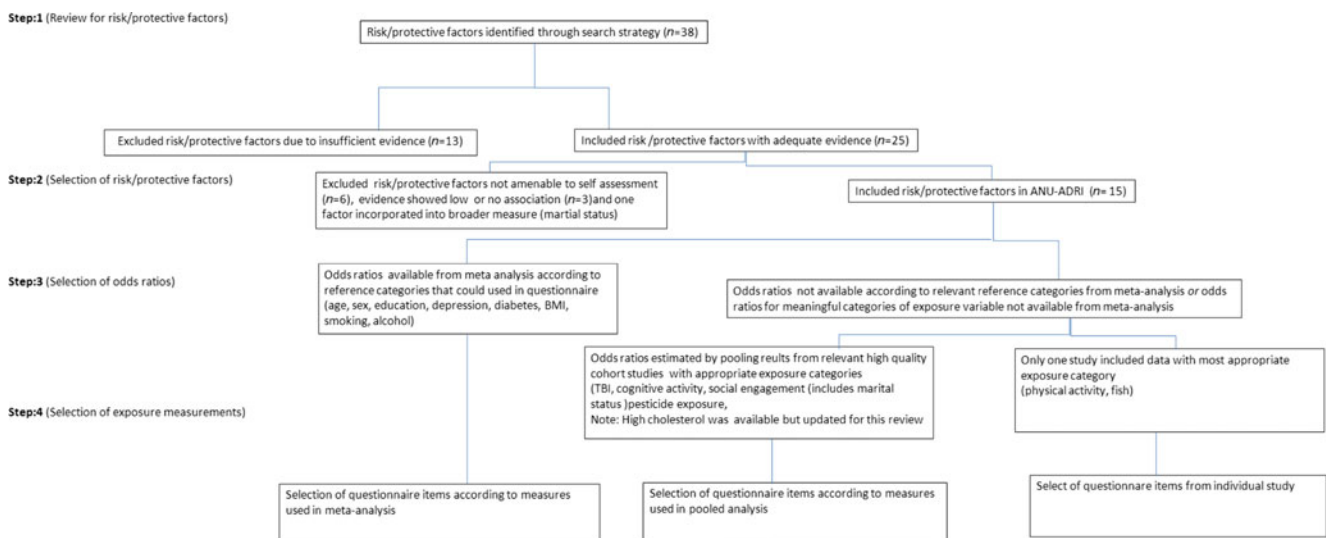 Step:1 (Review for risk/protective factors)
Risk/protective factors identified through search strategy (n=38)
Excluded risk/protective factors due to insufficient evidence (n=13)
Included risk/protective factors with adequate evidence (n=25)
Step:2 (Selection of risk/protective factors)
Excluded risk/protective factors not amenable to self assessment
(n=6), evidence showed low or no association (n=3)and one
factor incorporated into broader measure (martial status)
Included risk/protective factors in ANU-ADRI (n= 15)
Step:3 (Selection of odds ratios)
Odds ratios available from meta analysis according to
reference categories that could used in questionnaire
(age, sex, education, depression, diabetes, BMI,
smoking, alcohol)
Odds ratios not available according to relevant reference categories from meta-analysis or odds
ratios for meaningful categories of exposure variable not available from meta-analysis
Odds ratios estimated by pooling reults from relevant high quality
cohort studies with appropriate exposure categories
(TBI, cognitive activity, social engagement (includes marital
status )pesticide exposure,
Note: High cholesterol was available but updated for this review
Only one study included data with most appropriate
exposure category
(physical activity, fish)
Step:4 (Selection of exposure measurements)
Selection of questionnaire items according to measures
used in meta-analysis
Selection of questionnaire items according to measures
used in pooled analysis
Select of questionnare items from individual study